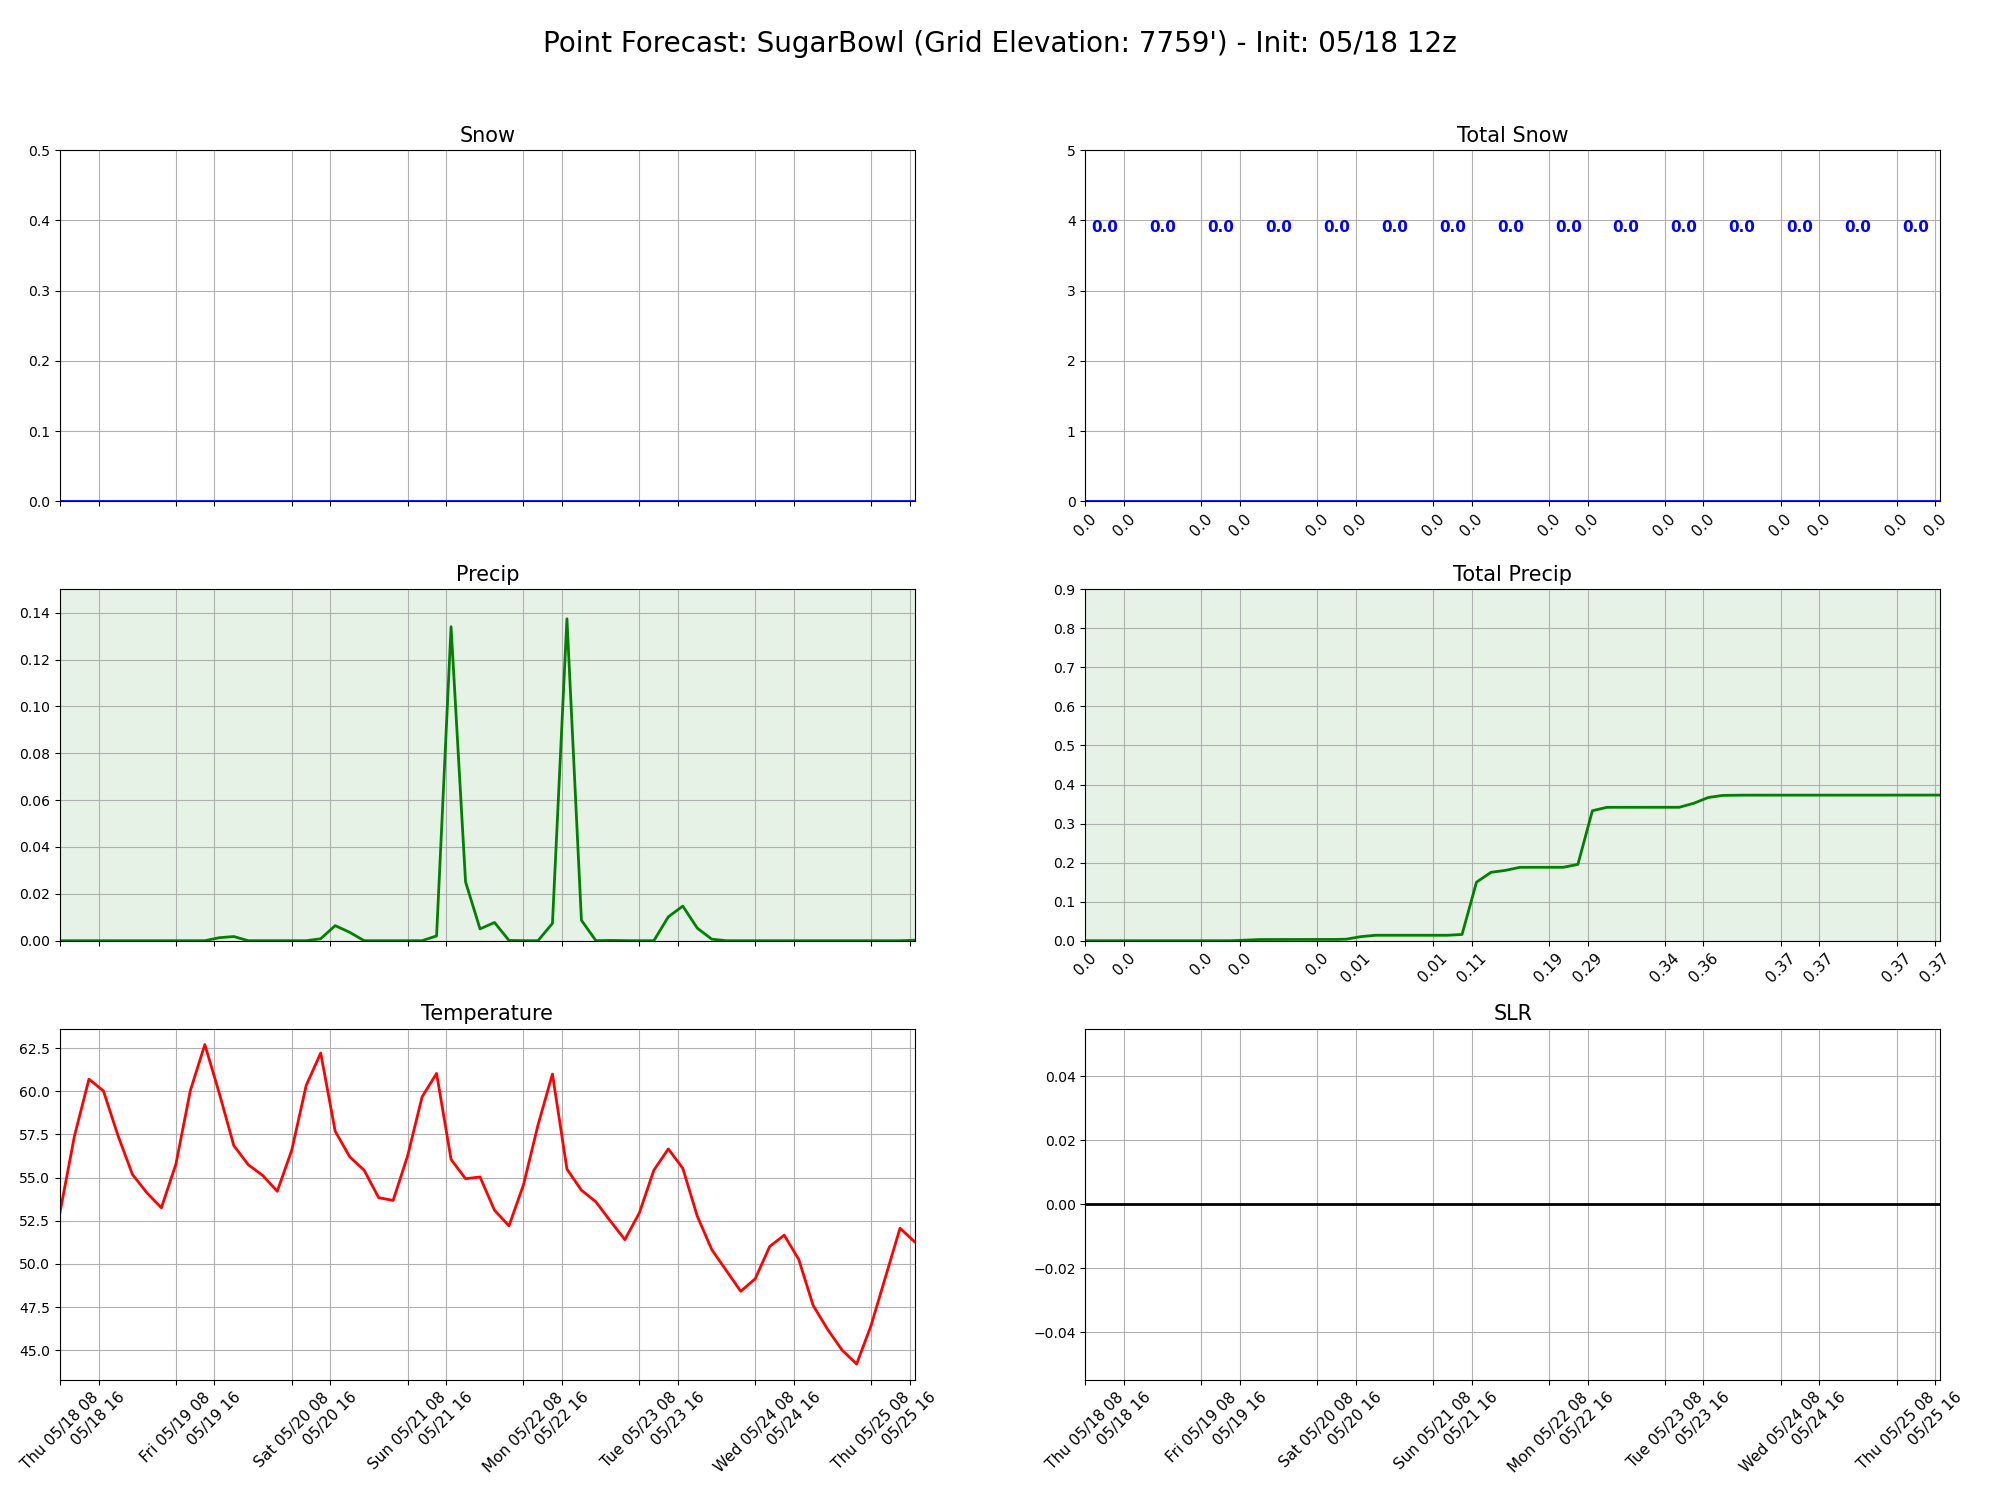 Point Forecast: SugarBowl (Grid Elevation: 7759') - Init: 05/18 12z
Snow
0.5
0.4
0.3
0.2
0.1
0.0
Total Snow
5
4
3
2
1
0
0.0 0.0 0.0 0.0 0.0 0.0 0.0 0.0 0.0 0.0 0.0 0.0 0.0 0.0 0.0
0.0 0.0 0.0 0.0 0.0 0.0 0.0 0.0 0.0 0.0 0.0 0.0 0.0 0.0 0.0 0.0
Precip
0.14
0.12
0.10
0.08
0.06
0.04
0.02
0.00
Total Precip
0.9
0.8
0.7
0.6
0.5
0.4
0.3
0.2
0.1
0.0
0.0 0.0 0.0 0.0 0.0 0.01 0.01 0.11 0.19 0.29 0.34 0.36 0.37 0.37 0.37 0.37
Temperature
62.5
60.0
57.5
55.0
52.5
50.0
47.5
45.0
Thu 05/18 08
05/18 16
Fri 05/19 08
05/19 16
Sat 05/20 08
05/20 16
Sun 05/21 08
05/21 16
Mon 05/22 08
05/22 16
Tue 05/23 08
05/23 16
Wed 05/24 08
05/24 16
Thu 05/25 08
05/25 16
SLR
0.04
0.02
0.00
−0.02
−0.04
Thu 05/18 08
05/18 16
Fri 05/19 08
05/19 16
Sat 05/20 08
05/20 16
Sun 05/21 08
05/21 16
Mon 05/22 08
05/22 16
Tue 05/23 08
05/23 16
Wed 05/24 08
05/24 16
Thu 05/25 08
05/25 16